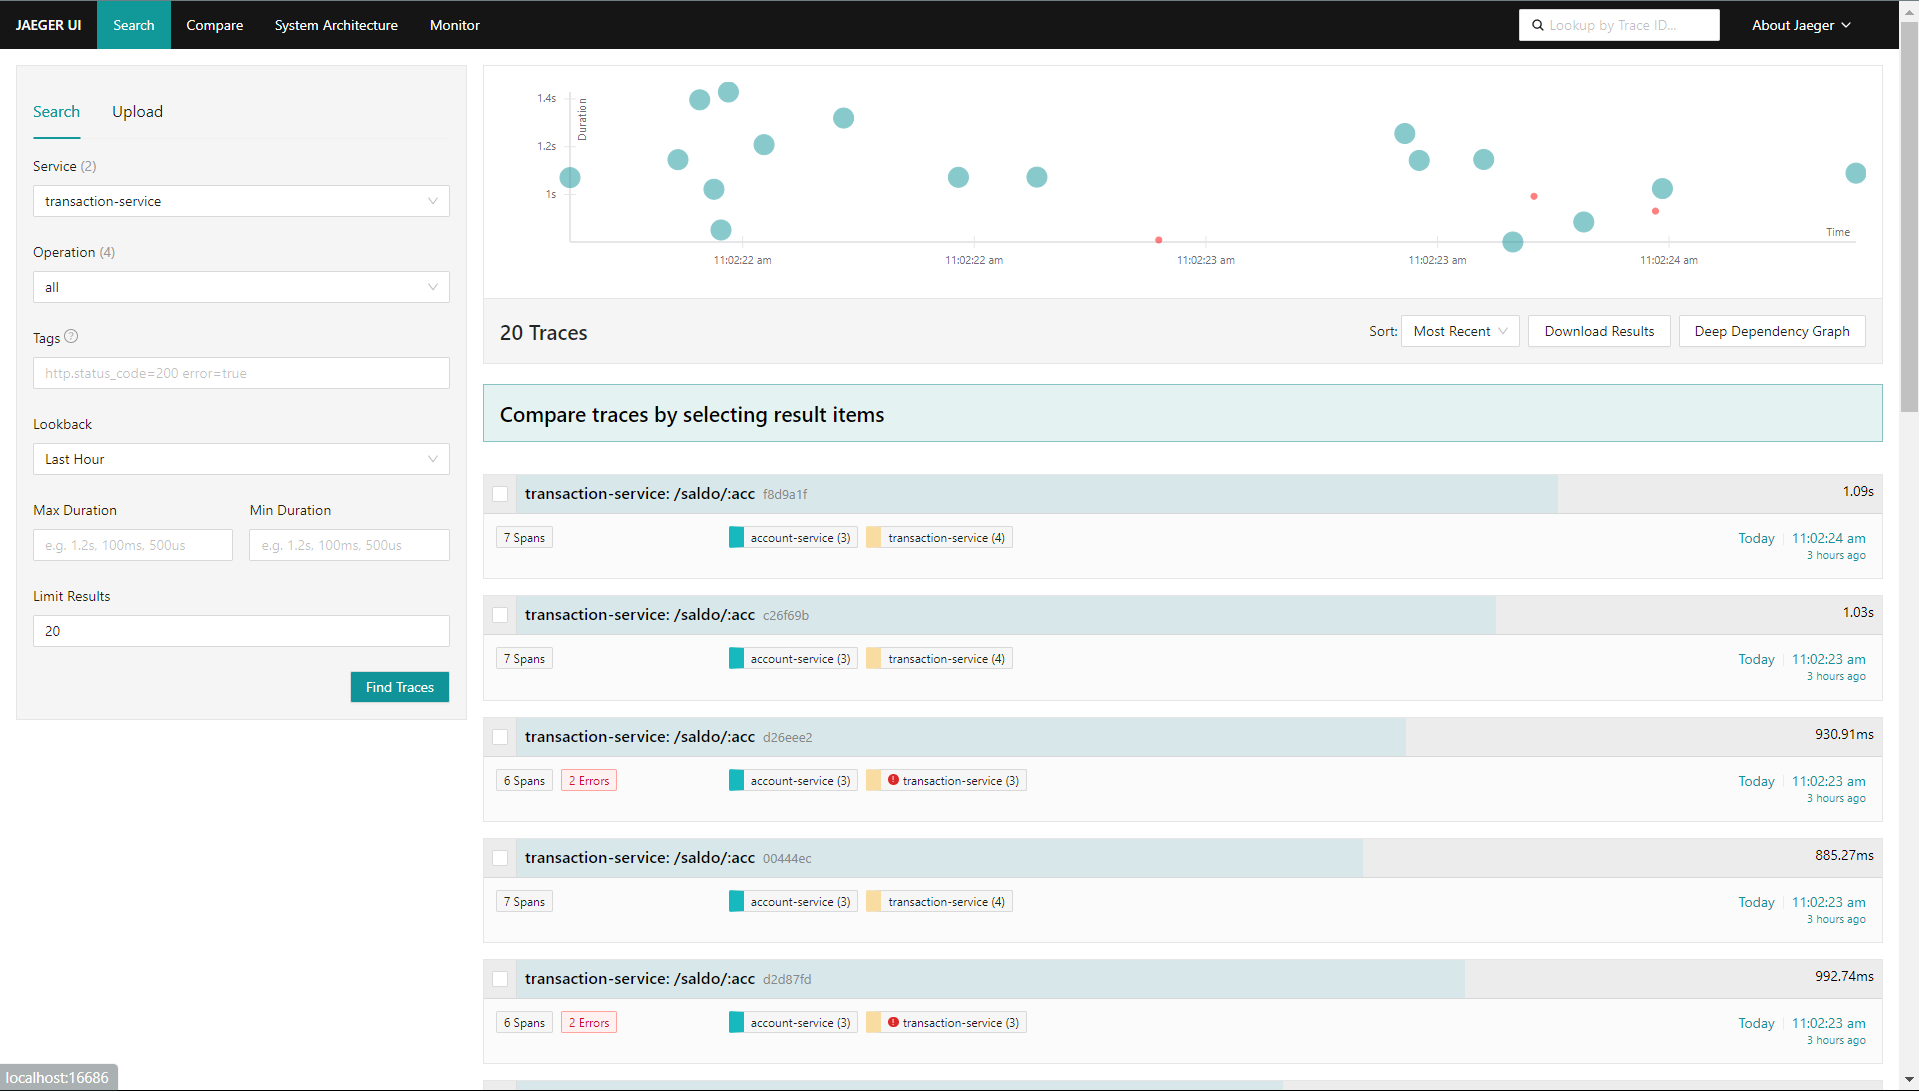 JAEGER UI
Search
Compare
System Architecture
Monitor
Lookup by Trace ID...
About Jaeger
Search
Upload
Service (2)
transaction-service
Operation (4)
all
Tags ?
http.status_code=200 error=true
Lookback
Last Hour
Max Duration
Min Duration
e.g. 1.2s, 100ms, 500us
e.g. 1.2s, 100ms, 500us
Limit Results
20
Find Traces
1.4s
1.2s
1s
Duration
Time
11:02:22 am
11:02:22 am
11:02:23 am
11:02:23 am
11:02:24 am
20 Traces
Sort:
Most Recent
Download Results
Deep Dependency Graph
Compare traces by selecting result items
transaction-service: /saldo/:acc f8d9a1f
1.09s
7 Spans
account-service (3)
transaction-service (4)
Today
11:02:24 am
3 hours ago
transaction-service: /saldo/:acc c26f69b
1.03s
7 Spans
account-service (3)
transaction-service (4)
Today
11:02:23 am
3 hours ago
transaction-service: /saldo/:acc d26eee2
930.91ms
6 Spans
2 Errors
account-service (3)
transaction-service (3)
Today
11:02:23 am
3 hours ago
transaction-service: /saldo/:acc 00444ec
885.27ms
7 Spans
account-service (3)
transaction-service (4)
Today
11:02:23 am
3 hours ago
transaction-service: /saldo/:acc d2d87fd
992.74ms
6 Spans
2 Errors
account-service (3)
transaction-service (3)
Today
11:02:23 am
3 hours ago
localhost:16686